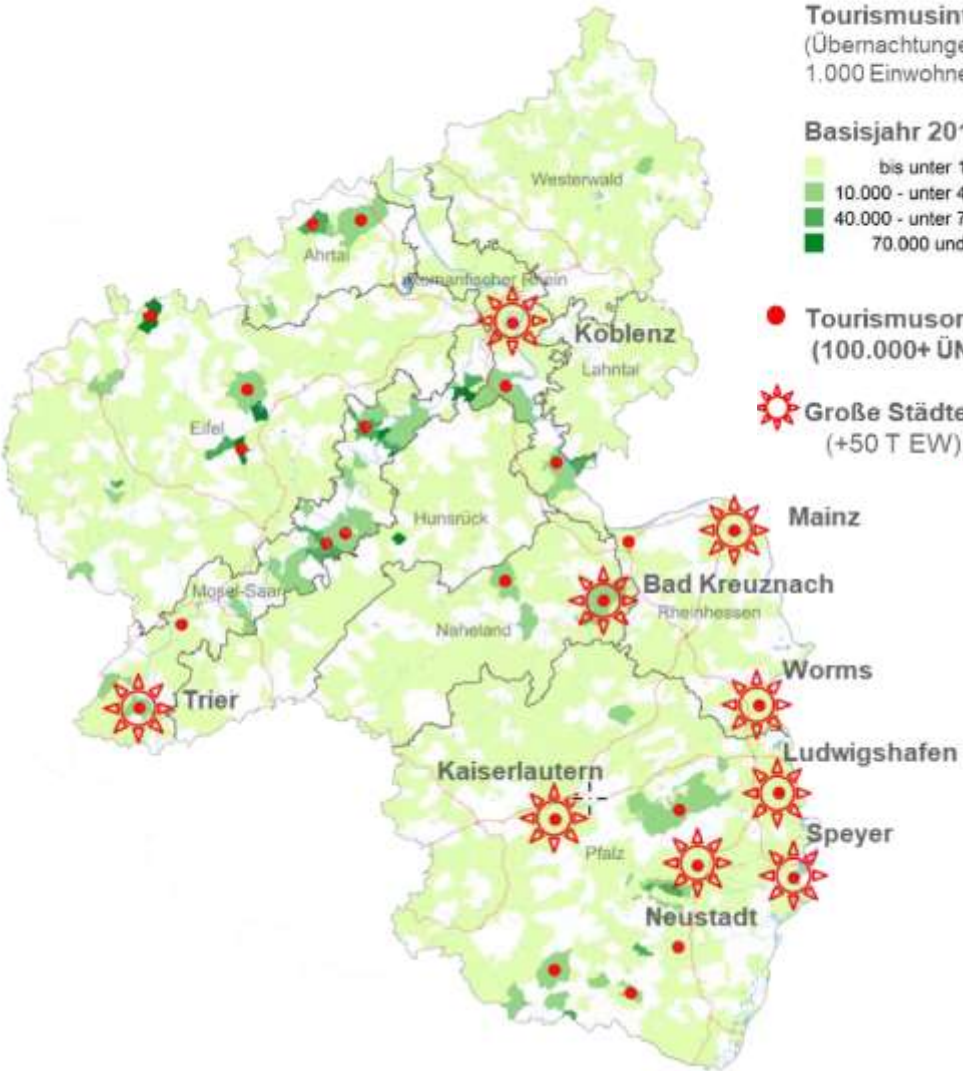 Tourismusint
(Übernachtunge
1.000 Einwohne
Basisjahr 201
bis unter 1
10.000 - unter 4
40.000 - unter 7
70.000 und
Tourismusor
(100.000+ ÜN
Große Städte
(+50 T EW)
Westerwald
Ahrtal
Romantischer Rhein
Koblenz
Lahntal
Eifel
Hunsrück
Mainz
Mosel-Saar
Bad Kreuznach
Rheinhessen
Naheland
Trier
Worms
Ludwigshafen
Kaiserlautern
Speyer
Pfalz
Neustadt